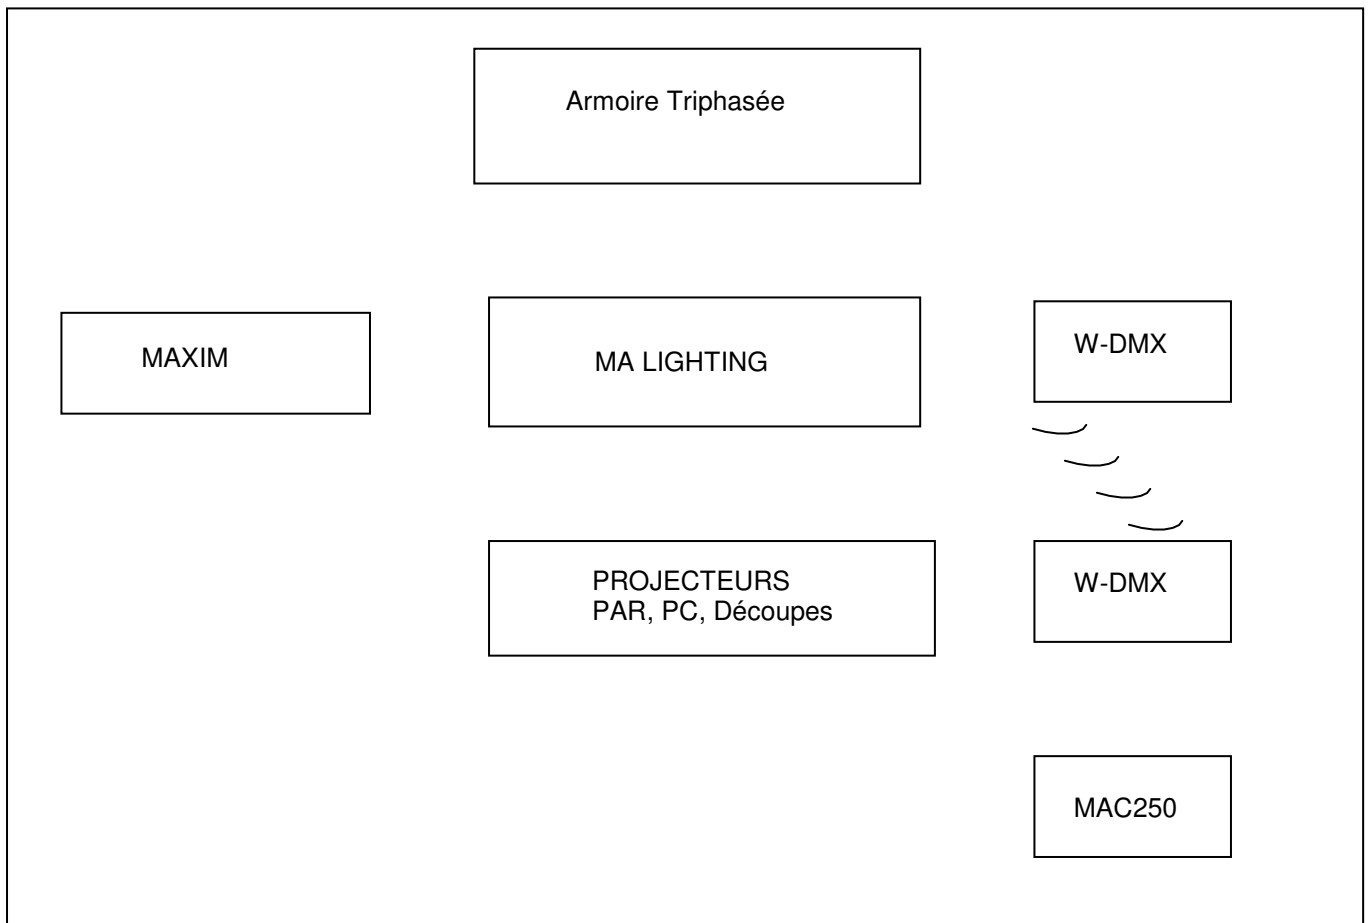 Armoire Triphasée
MAXIM
MA LIGHTING
W-DMX
PROJECTEURS
PAR, PC, Découpes
W-DMX
MAC250